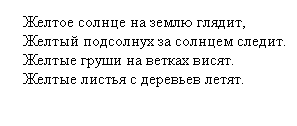 Желтое солнце на землю глядит,
Желтый подсолнух за солнцем следит.
Желтые груши на ветках висят.
Желтые листья с деревьев летят.